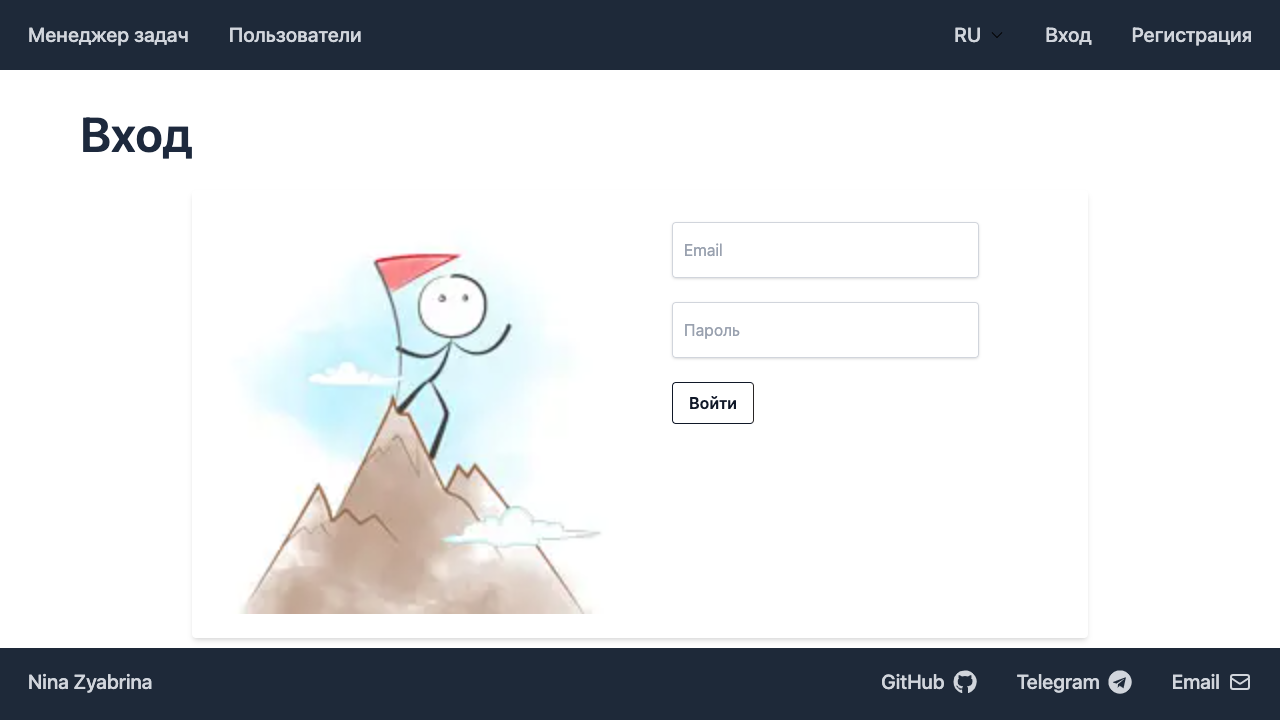 Менеджер задач Пользователи RU Вход Регистрация
Вход
Email
Пароль
Войти
Nina Zyabrina GitHub Telegram Email